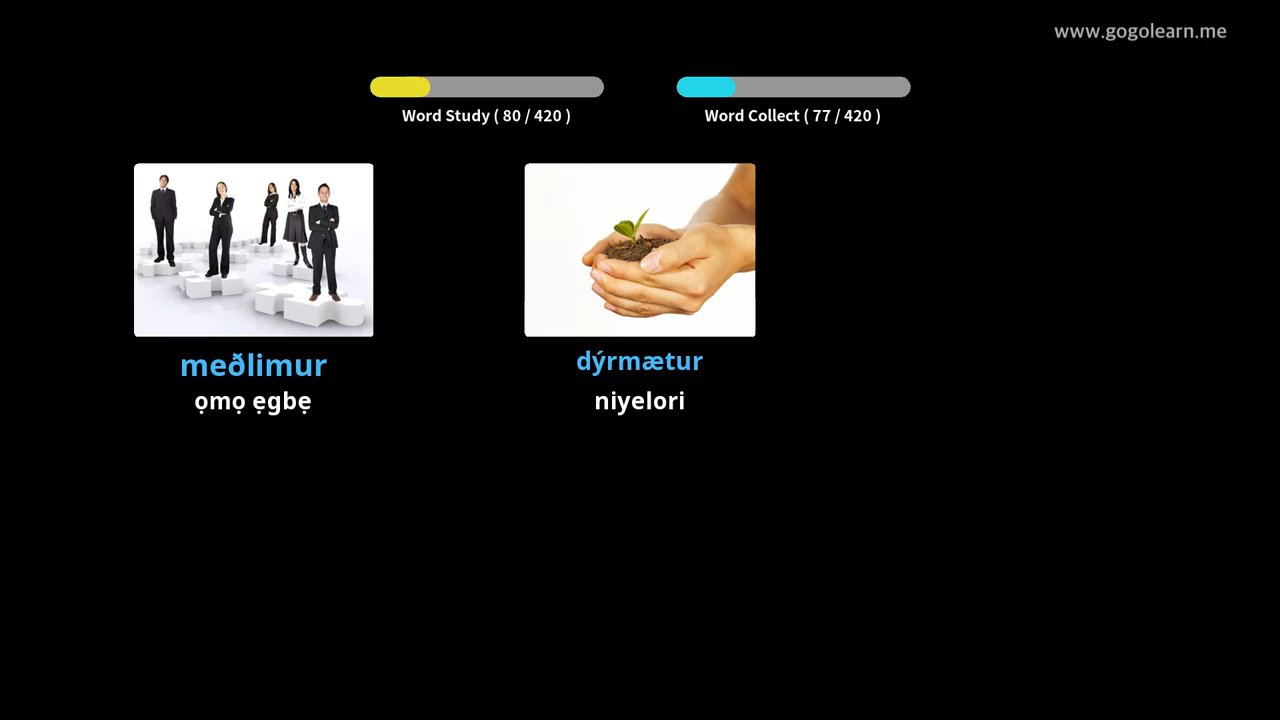 www.gogolearn.me
Word Study ( 80 / 420 )
Word Collect ( 77 / 420 )
meðlimur
ọmọ ẹgbẹ
dýrmætur
niyelori